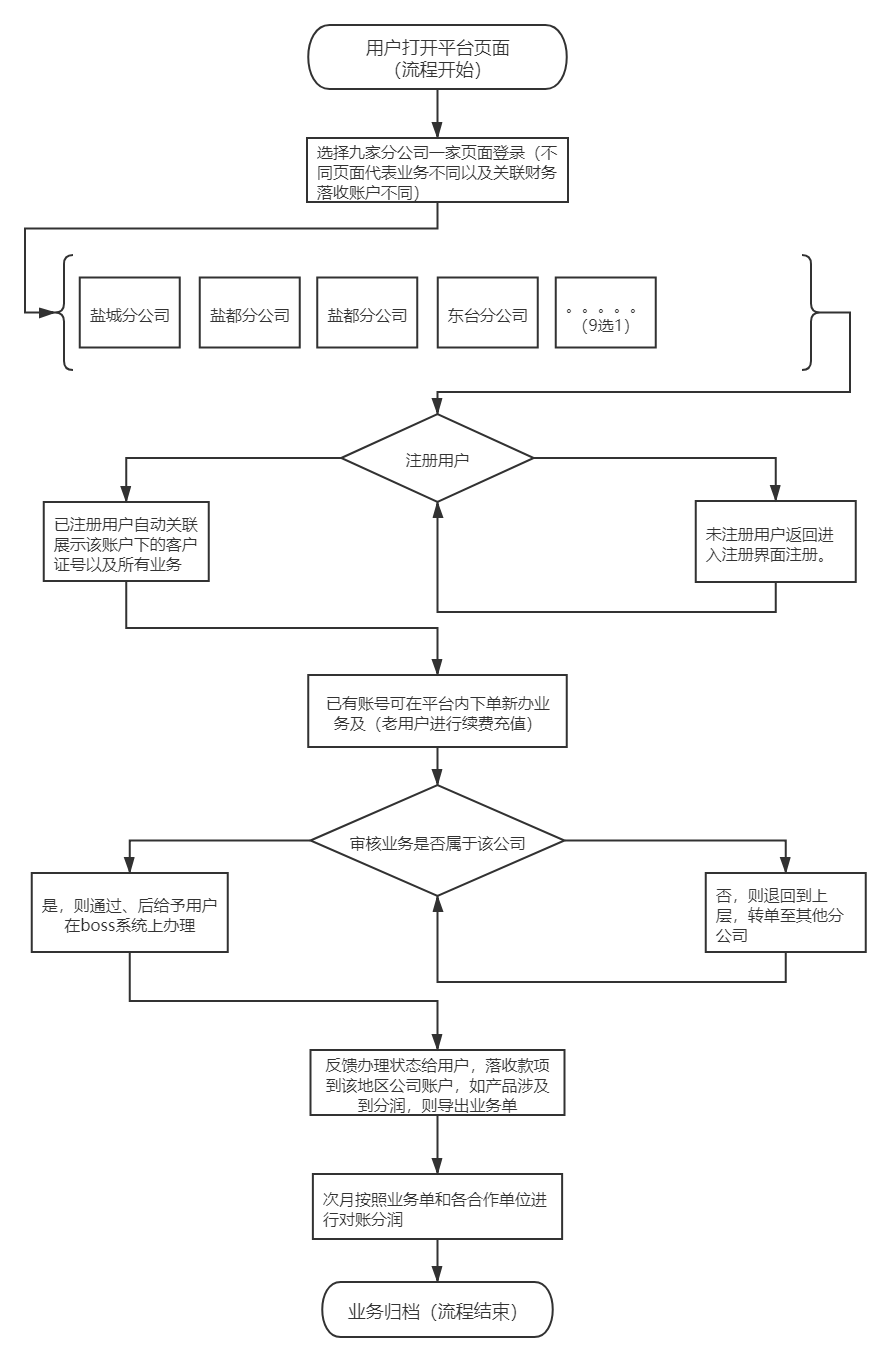 用户打开平台页面
（流程开始）
选择九家分公司一家页面登录（不
同页面代表业务不同以及关联财务
落收账户不同）
盐城分公司
盐都分公司
盐都分公司
东台分公司
。。。。。
（9选1）
注册用户
已注册用户自动关联
展示该账户下的客户
证号以及所有业务
未注册用户返回进
入注册界面注册。
已有账号可在平台内下单新办业
务及（老用户进行续费充值）
审核业务是否属于该公司
是，则通过、后给予用户
在boss系统上办理
否，则退回到上
层，转单至其他分
公司
反馈办理状态给用户，落收款项
到该地区公司账户，如产品涉及
到分润，则导出业务单
次月按照业务单和各合作单位进
行对账分润
业务归档（流程结束）